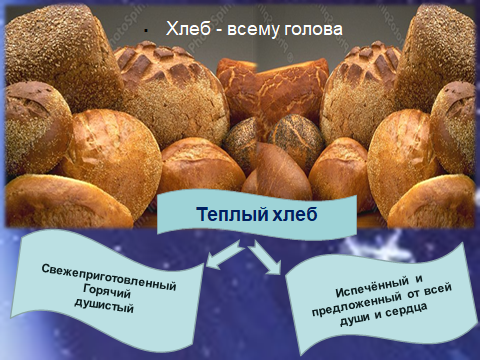 • Хлеб - всему голова
Теплый хлеб
Свежеприготовленный
Горячий
душистый
Испечённый и
предложенный от всей
души и сердца